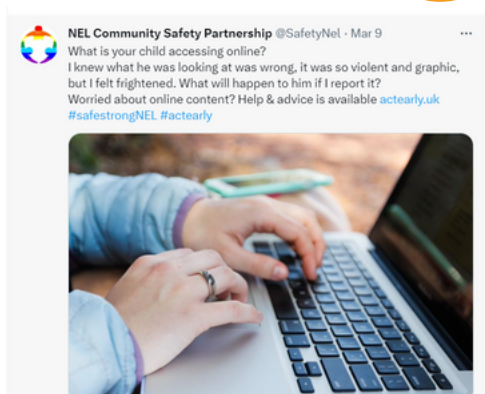 NEL Community Safety Partnership @SafetyNel · Mar 9
What is your child accessing online?
I knew what he was looking at was wrong, it was so violent and graphic,
but I felt frightened. What will happen to him if I report it?
Worried about online content? Help & advice is available actearly.uk
#safestrongNEL #actearly